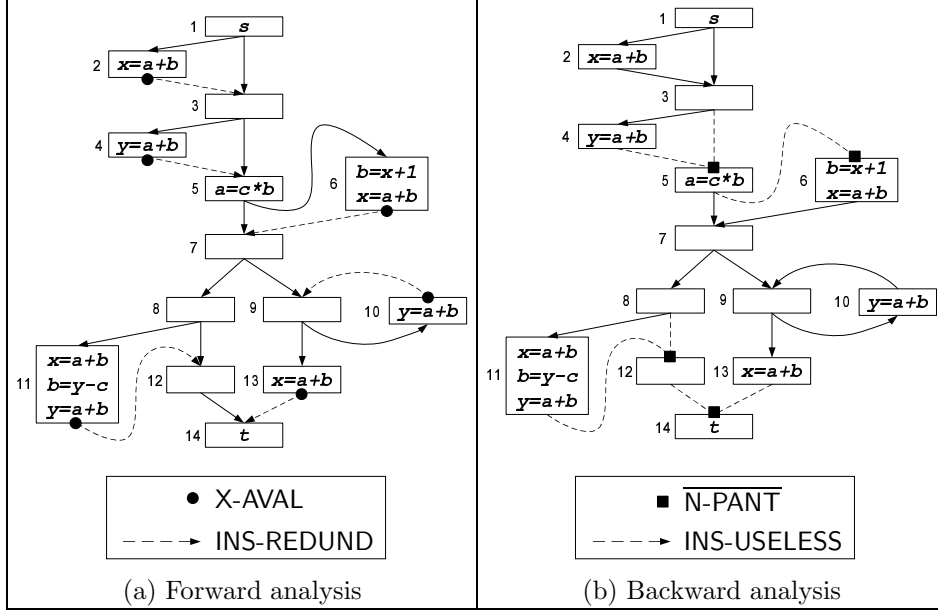 1 s
2 x=a+b
3
4 y=a+b
5 a=c*b
6 b=x+1
x=a+b
7
8
9
10 y=a+b
11 x=a+b
b=y-c
y=a+b
12
13 x=a+b
14 t
X-AVAL
INS-REDUND
(a) Forward analysis
1 s
2 x=a+b
3
4 y=a+b
5 a=c*b
6 b=x+1
x=a+b
7
8
9
10 y=a+b
11 x=a+b
b=y-c
y=a+b
12
13 x=a+b
14 t
N-PANT
INS-USELESS
(b) Backward analysis